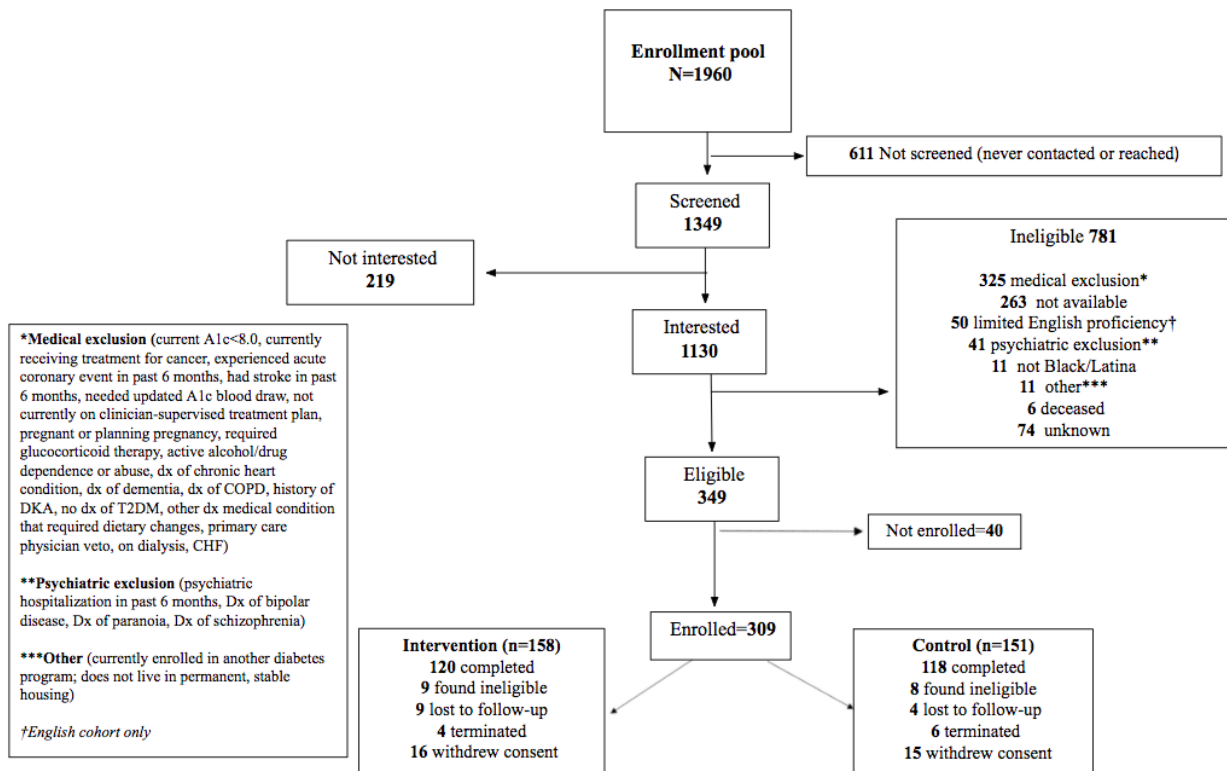 Enrollment pool
N=1960
611 Not screened (never contacted or reached)
Screened
1349
Not interested
219
Ineligible 781
325 medical exclusion*
263 not available
50 limited English proficiency†
41 psychiatric exclusion**
11 not Black/Latina
11 other***
6 deceased
74 unknown
Interested
1130
*Medical exclusion (current A1c<8.0, currently
receiving treatment for cancer, experienced acute
coronary event in past 6 months, had stroke in past
6 months, needed updated A1c blood draw, not
currently on clinician-supervised treatment plan,
pregnant or planning pregnancy, required
glucocorticoid therapy, active alcohol/drug
dependence or abuse, dx of chronic heart
condition, dx of dementia, dx of COPD, history of
DKA, no dx of T2DM, other dx medical condition
that required dietary changes, primary care
physician veto, on dialysis, CHF)
**Psychiatric exclusion (psychiatric
hospitalization in past 6 months, Dx of bipolar
disease, Dx of paranoia, Dx of schizophrenia)
***Other (currently enrolled in another diabetes
program; does not live in permanent, stable
housing)
†English cohort only
Eligible
349
Not enrolled=40
Enrolled=309
Intervention (n=158)
120 completed
9 found ineligible
9 lost to follow-up
4 terminated
16 withdrew consent
Control (n=151)
118 completed
8 found ineligible
4 lost to follow-up
6 terminated
15 withdrew consent